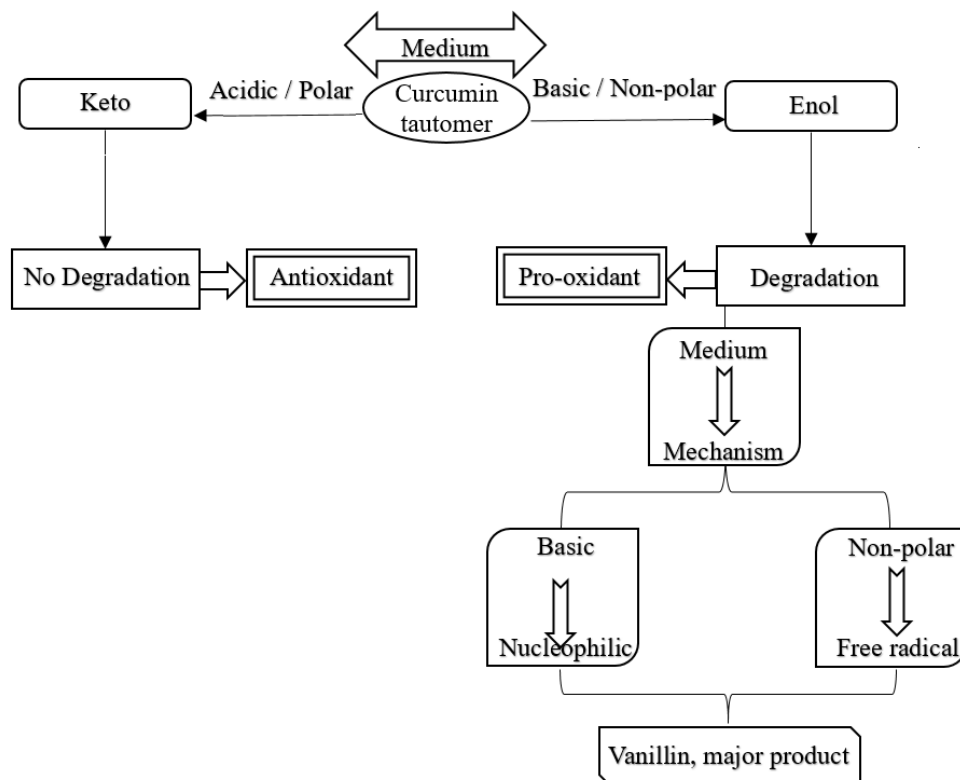 Medium
Keto
Acidic / Polar
Curcumin
tautomer
Basic / Non-polar
Enol
No Degradation
Antioxidant
Pro-oxidant
Degradation
Medium
Mechanism
Basic
Nucleophilic
Non-polar
Free radical
Vanillin, major product